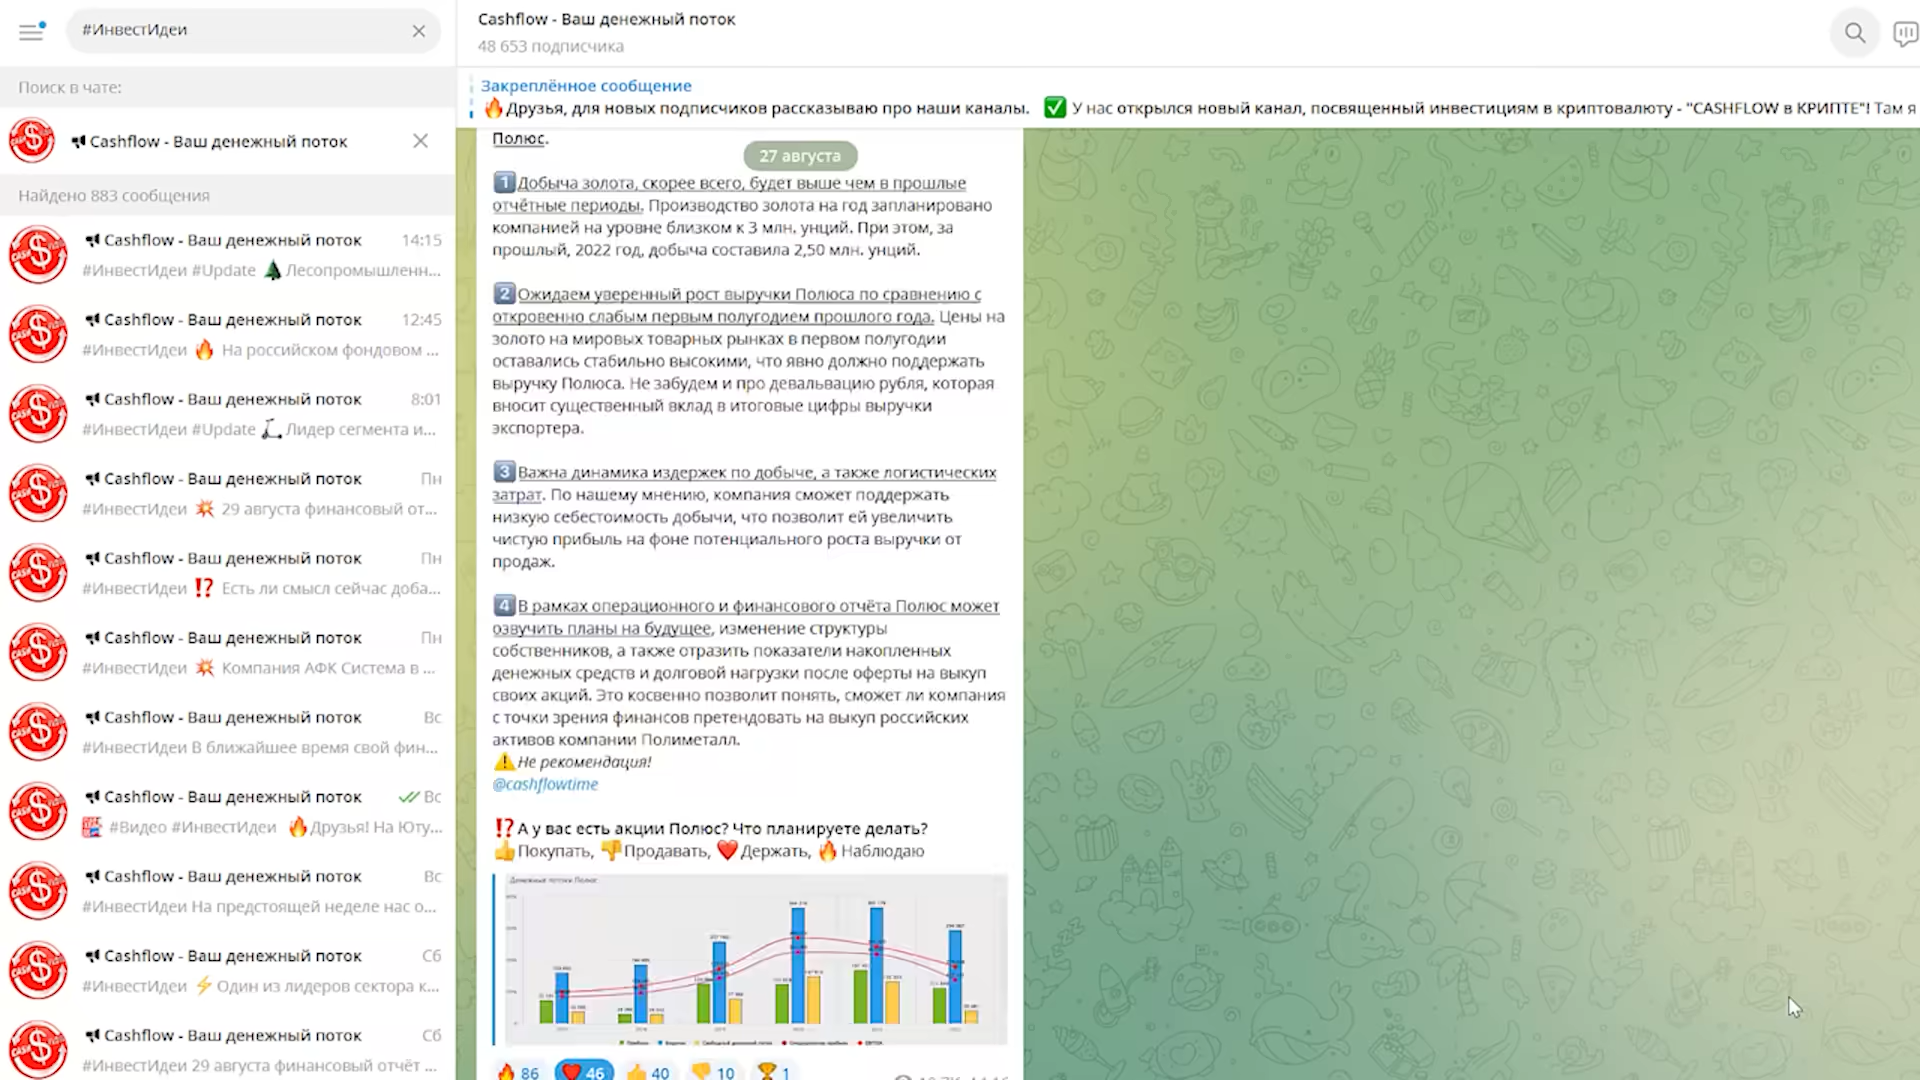 #ИнвестИдеи
Поиск в чате:
Cashflow - Ваш денежный поток
Найдено 883 сообщения
Cashflow - Ваш денежный поток 14:15
#ИнвестИдеи #Update Лесопромышленн...
Cashflow - Ваш денежный поток 12:45
#ИнвестИдеи На российском фондовом ...
Cashflow - Ваш денежный поток 8:01
#ИнвестИдеи #Update Лидер сегмента и...
Cashflow - Ваш денежный поток Пн
#ИнвестИдеи 29 августа финансовый от...
Cashflow - Ваш денежный поток Пн
#ИнвестИдеи ⁉ Есть ли смысл сейчас доба...
Cashflow - Ваш денежный поток Пн
#ИнвестИдеи Компания АФК Система в ...
Cashflow - Ваш денежный поток Вс
#ИнвестИдеи В ближайшее время свой фин...
Cashflow - Ваш денежный поток Вс
#Видео #ИнвестИдеи Друзья! На Юту...
Cashflow - Ваш денежный поток Вс
#ИнвестИдеи На предстоящей неделе нас о...
Cashflow - Ваш денежный поток Сб
#ИнвестИдеи Один из лидеров сектора к...
Cashflow - Ваш денежный поток Сб
#ИнвестИдеи 29 августа финансовый отчёт ...
Cashflow - Ваш денежный поток
48 653 подписчика
Закреплённое сообщение
Друзья, для новых подписчиков рассказываю про наши каналы. У нас открылся новый канал, посвященный инвестициям в криптовалюту - "CASHFLOW в КРИПТЕ"! Там я
Полюс.
27 августа
1 Добыча золота, скорее всего, будет выше чем в прошлые
отчётные периоды. Производство золота на год запланировано
компанией на уровне близком к 3 млн. унций. При этом, за
прошлый, 2022 год, добыча составила 2,50 млн. унций.
2 Ожидаем уверенный рост выручки Полюса по сравнению с
откровенно слабым первым полугодием прошлого года. Цены на
золото на мировых товарных рынках в первом полугодии
оставались стабильно высокими, что явно должно поддержать
выручку Полюса. Не забудем и про девальвацию рубля, которая
вносит существенный вклад в итоговые цифры выручки
экспортера.
3 Важна динамика издержек по добыче, а также логистических
затрат. По нашему мнению, компания сможет поддержать
низкую себестоимость добычи, что позволит ей увеличить
чистую прибыль на фоне потенциального роста выручки от
продаж.
4 В рамках операционного и финансового отчёта Полюс может
озвучить планы на будущее, изменение структуры
собственников, а также отразить показатели накопленных
денежных средств и долговой нагрузки после оферты на выкуп
своих акций. Это косвенно позволит понять, сможет ли компания
с точки зрения финансов претендовать на выкуп российских
активов компании Полиметалл.
Не рекомендация!
@cashflowtime
⁉ А у вас есть акции Полюс? Что планируете делать?
Покупать, Продавать, Держать, Наблюдаю
Денежные потоки Полюс
86 46 40 10 1